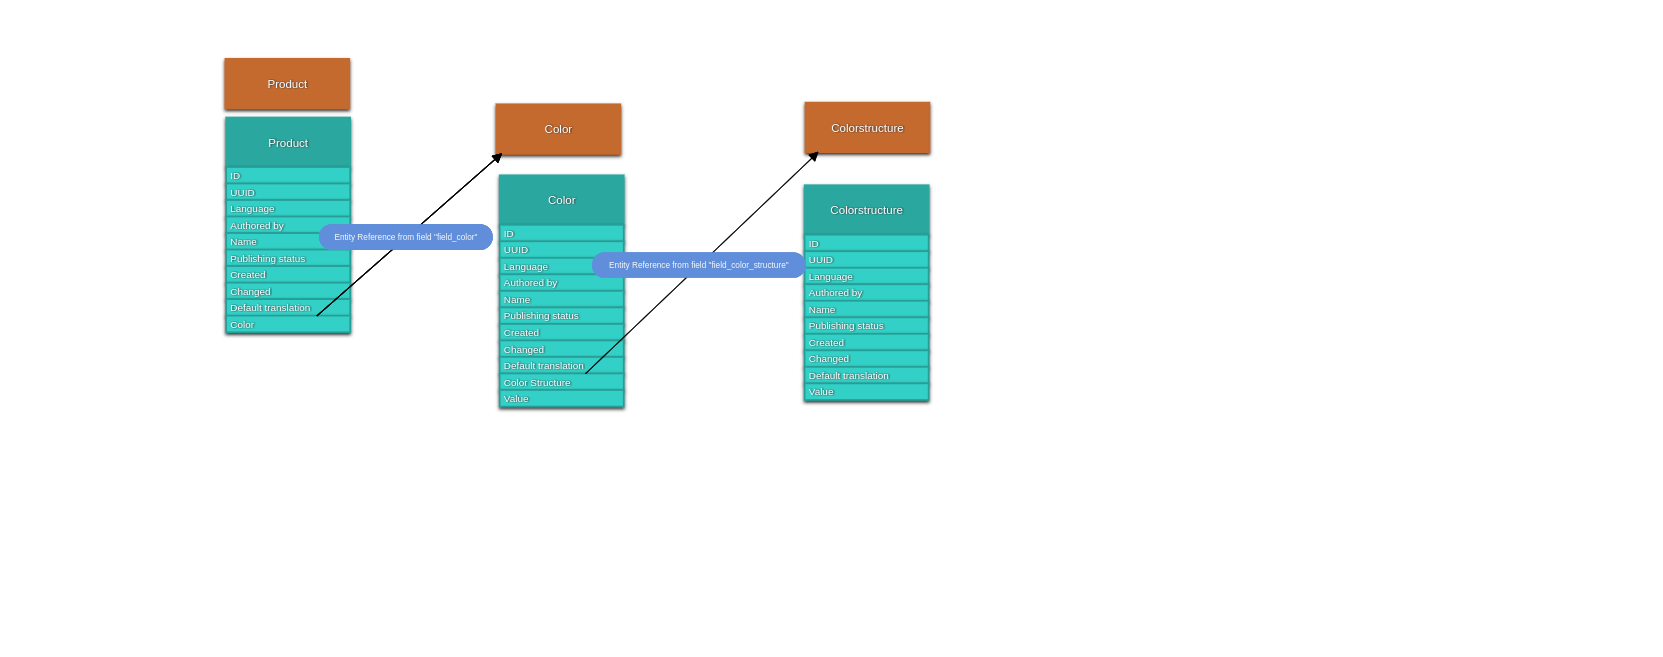 Product
Product
ID
UUID
Language
Authored by
Name
Publishing status
Created
Changed
Default translation
Color
Entity Reference from field "field_color"
Color
Color
ID
UUID
Language
Authored by
Name
Publishing status
Created
Changed
Default translation
Color Structure
Value
Entity Reference from field "field_color_structure"
Colorstructure
Colorstructure
ID
UUID
Language
Authored by
Name
Publishing status
Created
Changed
Default translation
Value